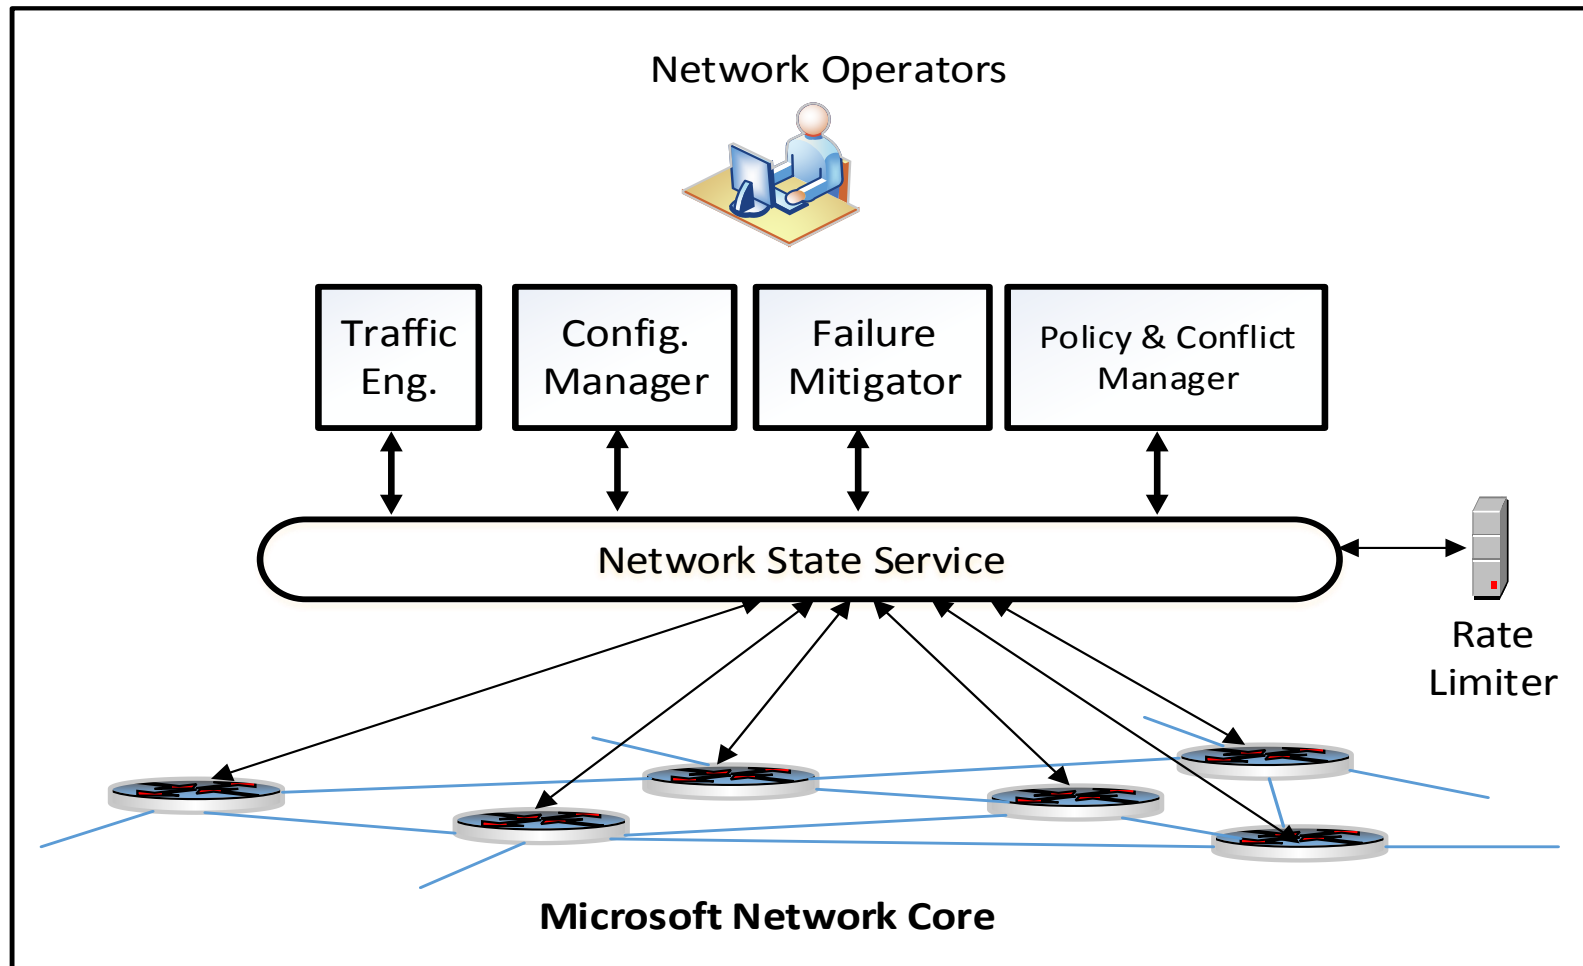 Network Operators
Traffic
Eng.
Config.
Manager
Failure
Mitigator
Policy & Conflict
Manager
Network State Service
Rate
Limiter
Microsoft Network Core